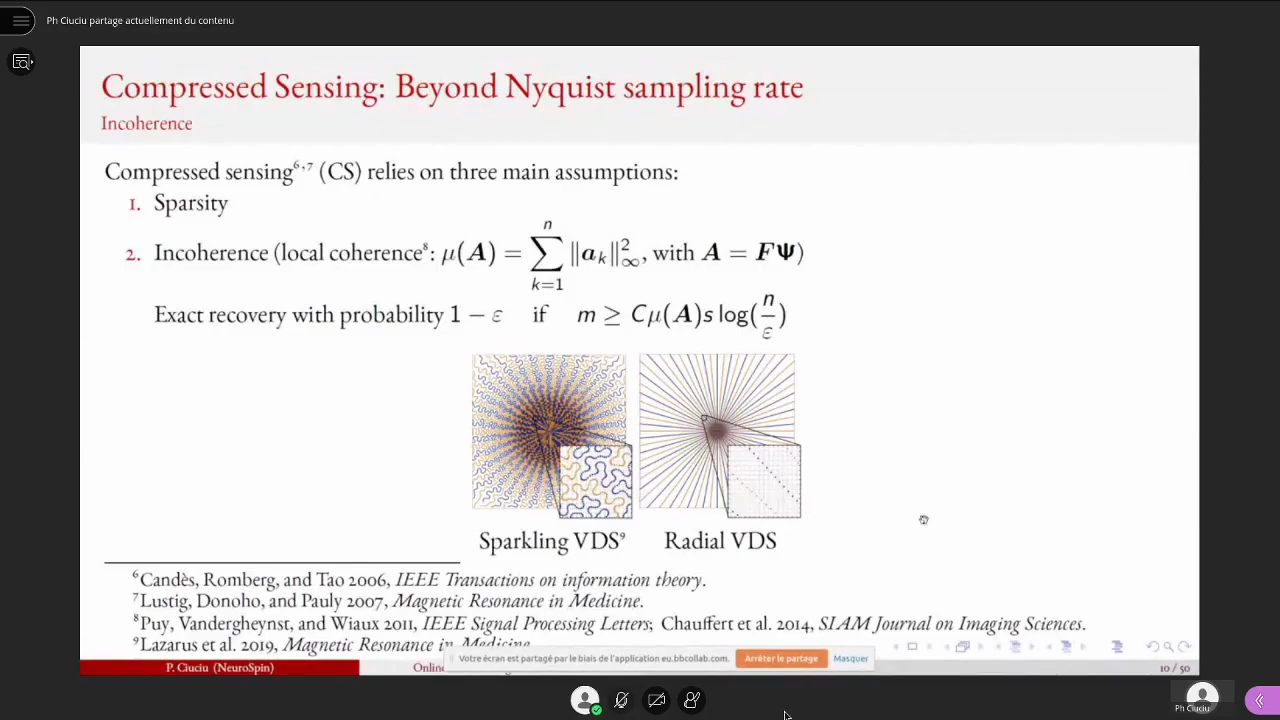 Ph Ciuciu partage actuellement du contenu
Compressed Sensing: Beyond Nyquist sampling rate
Incoherence
Compressed sensing⁶,⁷ (CS) relies on three main assumptions:
1. Sparsity
2. Incoherence (local coherence⁸: μ(A) = ∑_{k=1}^{n} ‖a_k‖²_∞, with A = FΨ)
Exact recovery with probability 1 − ε if m ≥ Cμ(A)s log(n/ε)
Sparkling VDS⁹ Radial VDS
⁶Candès, Romberg, and Tao 2006, IEEE Transactions on information theory.
⁷Lustig, Donoho, and Pauly 2007, Magnetic Resonance in Medicine.
⁸Puy, Vandergheynst, and Wiaux 2011, IEEE Signal Processing Letters; Chauffert et al. 2014, SIAM Journal on Imaging Sciences.
⁹Lazarus et al. 2019, Magnetic Resonance in Medicine.
Votre écran est partagé par le biais de l'application eu.bbcollab.com. Arrêter le partage Masquer
P. Ciuciu (NeuroSpin) 10 / 50
Ph Ciuciu